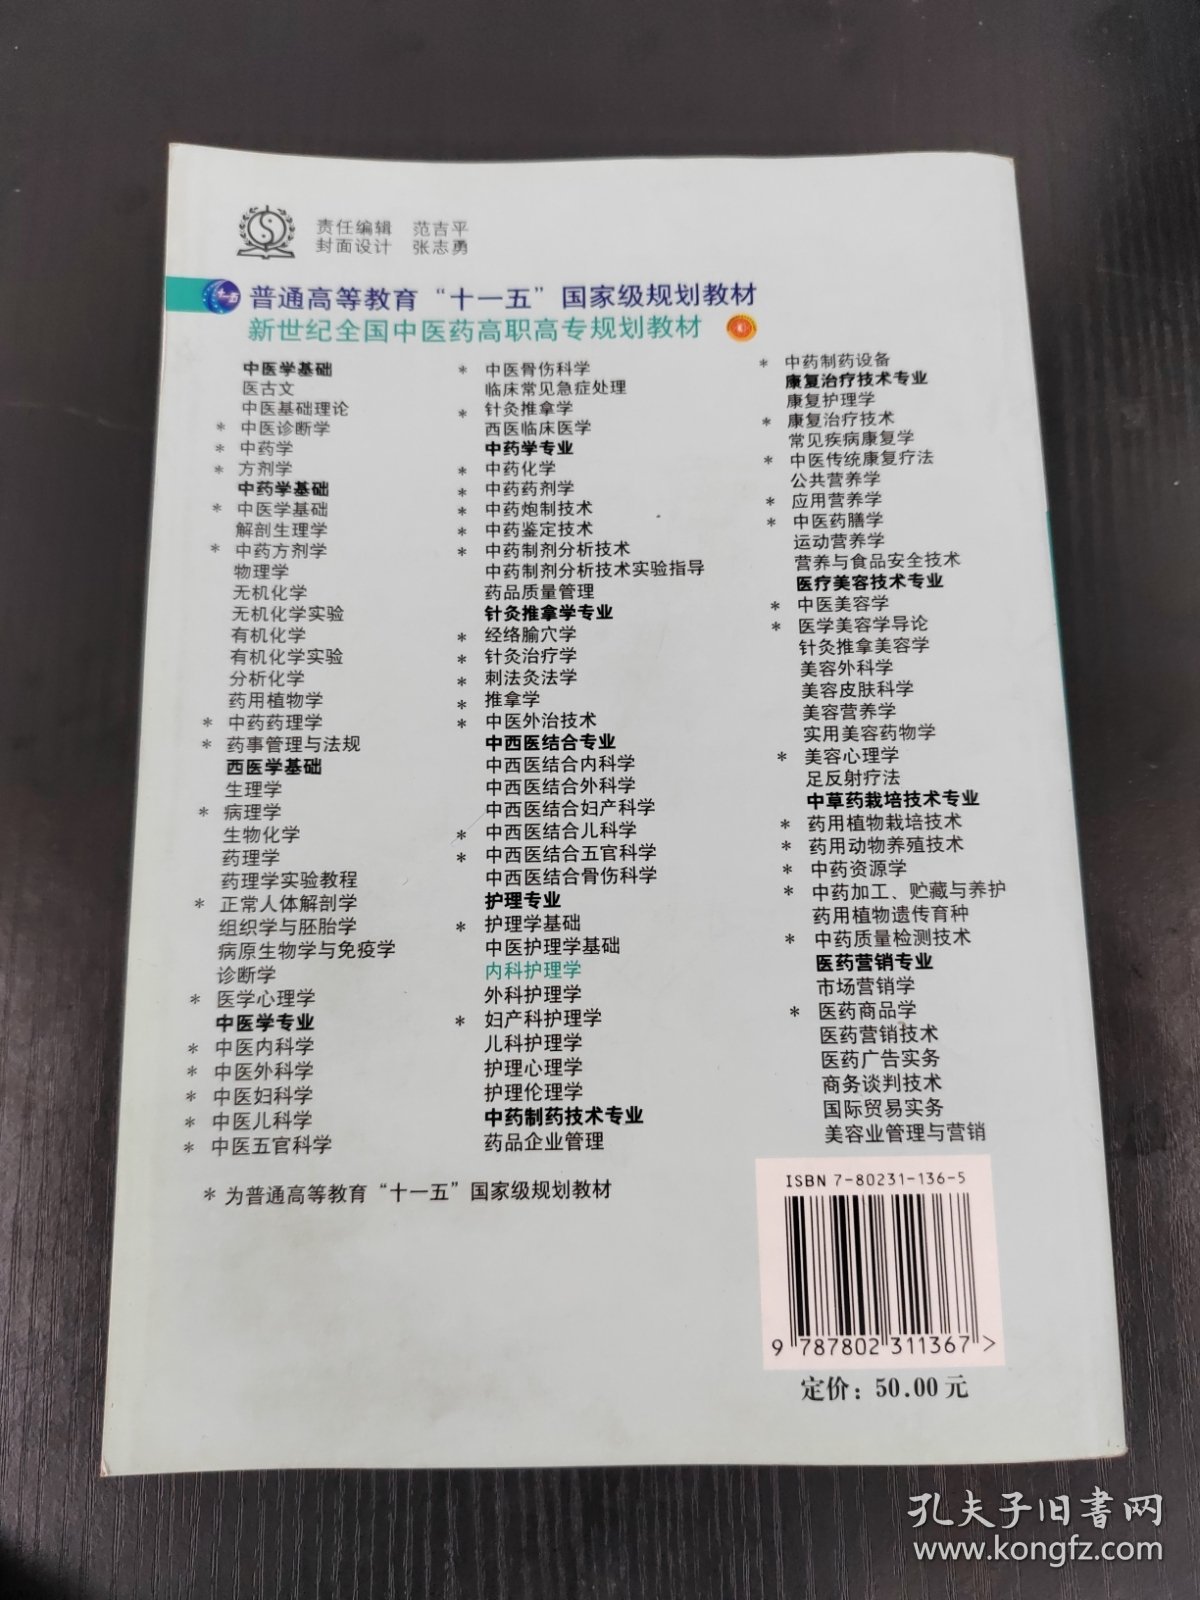 责任编辑 范吉平
封面设计 张志勇
十一五 普通高等教育“十一五”国家级规划教材
新世纪全国中医药高职高专规划教材
中医学基础
医古文
中医基础理论
* 中医诊断学
* 中药学
* 方剂学
中药学基础
* 中医学基础
解剖生理学
* 中药方剂学
物理学
无机化学
无机化学实验
有机化学
有机化学实验
分析化学
药用植物学
* 中药药理学
* 药事管理与法规
西医学基础
生理学
* 病理学
生物化学
药理学
药理学实验教程
* 正常人体解剖学
组织学与胚胎学
病原生物学与免疫学
诊断学
* 医学心理学
中医学专业
* 中医内科学
* 中医外科学
* 中医妇科学
* 中医儿科学
* 中医五官科学
* 中医骨伤科学
临床常见急症处理
* 针灸推拿学
西医临床医学
中药学专业
* 中药化学
* 中药药剂学
* 中药炮制技术
* 中药鉴定技术
* 中药制剂分析技术
中药制剂分析技术实验指导
药品质量管理
针灸推拿学专业
* 经络腧穴学
* 针灸治疗学
* 刺法灸法学
* 推拿学
* 中医外治技术
中西医结合专业
中西医结合内科学
中西医结合外科学
中西医结合妇产科学
* 中西医结合儿科学
* 中西医结合五官科学
中西医结合骨伤科学
护理专业
* 护理学基础
中医护理学基础
内科护理学
外科护理学
* 妇产科护理学
儿科护理学
护理心理学
护理伦理学
中药制药技术专业
药品企业管理
* 中药制药设备
康复治疗技术专业
康复护理学
* 康复治疗技术
常见疾病康复学
* 中医传统康复疗法
公共营养学
* 应用营养学
* 中医药膳学
运动营养学
营养与食品安全技术
医疗美容技术专业
* 中医美容学
* 医学美容学导论
针灸推拿美容学
美容外科学
美容皮肤科学
美容营养学
实用美容药物学
* 美容心理学
足反射疗法
中草药栽培技术专业
* 药用植物栽培技术
* 药用动物养殖技术
* 中药资源学
* 中药加工、贮藏与养护
药用植物遗传育种
* 中药质量检测技术
医药营销专业
市场营销学
* 医药商品学
医药营销技术
医药广告实务
商务谈判技术
国际贸易实务
美容业管理与营销
* 为普通高等教育“十一五”国家级规划教材
ISBN 7-80231-136-5
9 787802 311367 >
定价：50.00元
孔夫子旧书网
www.kongfz.com